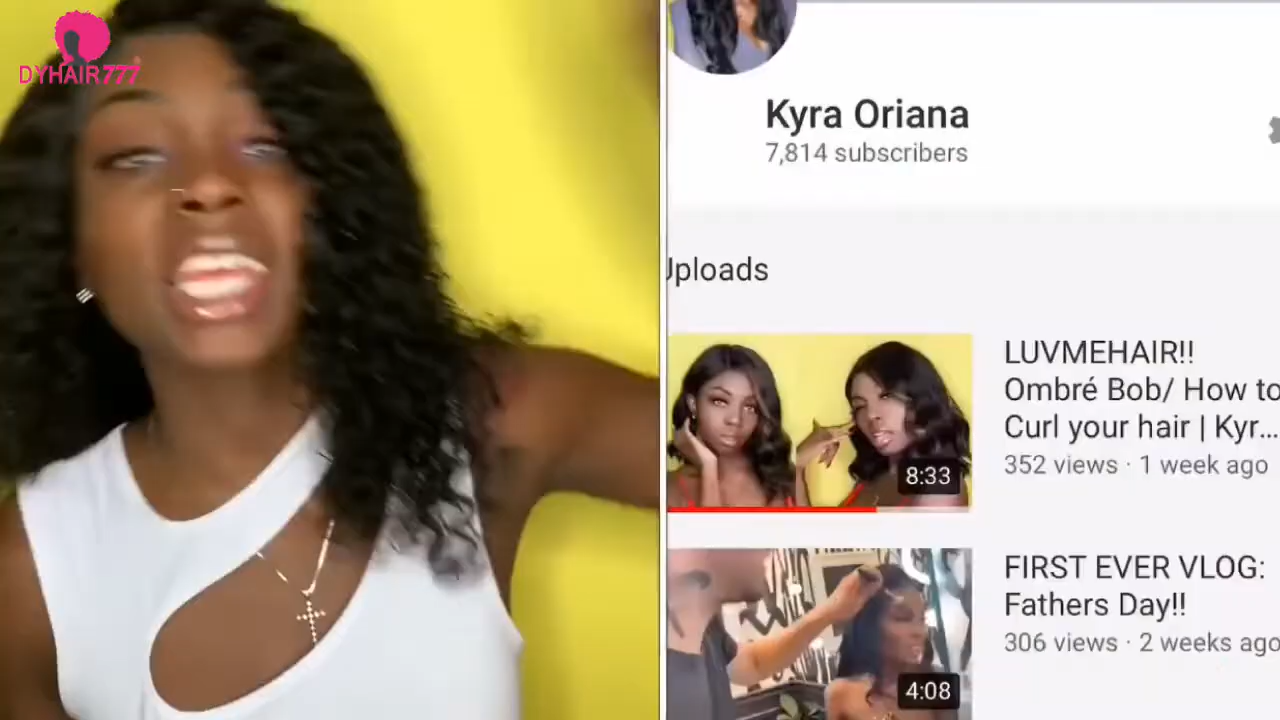 DYHAIR777
Kyra Oriana
7,814 subscribers
Uploads
LUVMEHAIR!!
Ombré Bob/ How to
Curl your hair | Kyr...
352 views · 1 week ago
8:33
FIRST EVER VLOG:
Fathers Day!!
306 views · 2 weeks ago
4:08